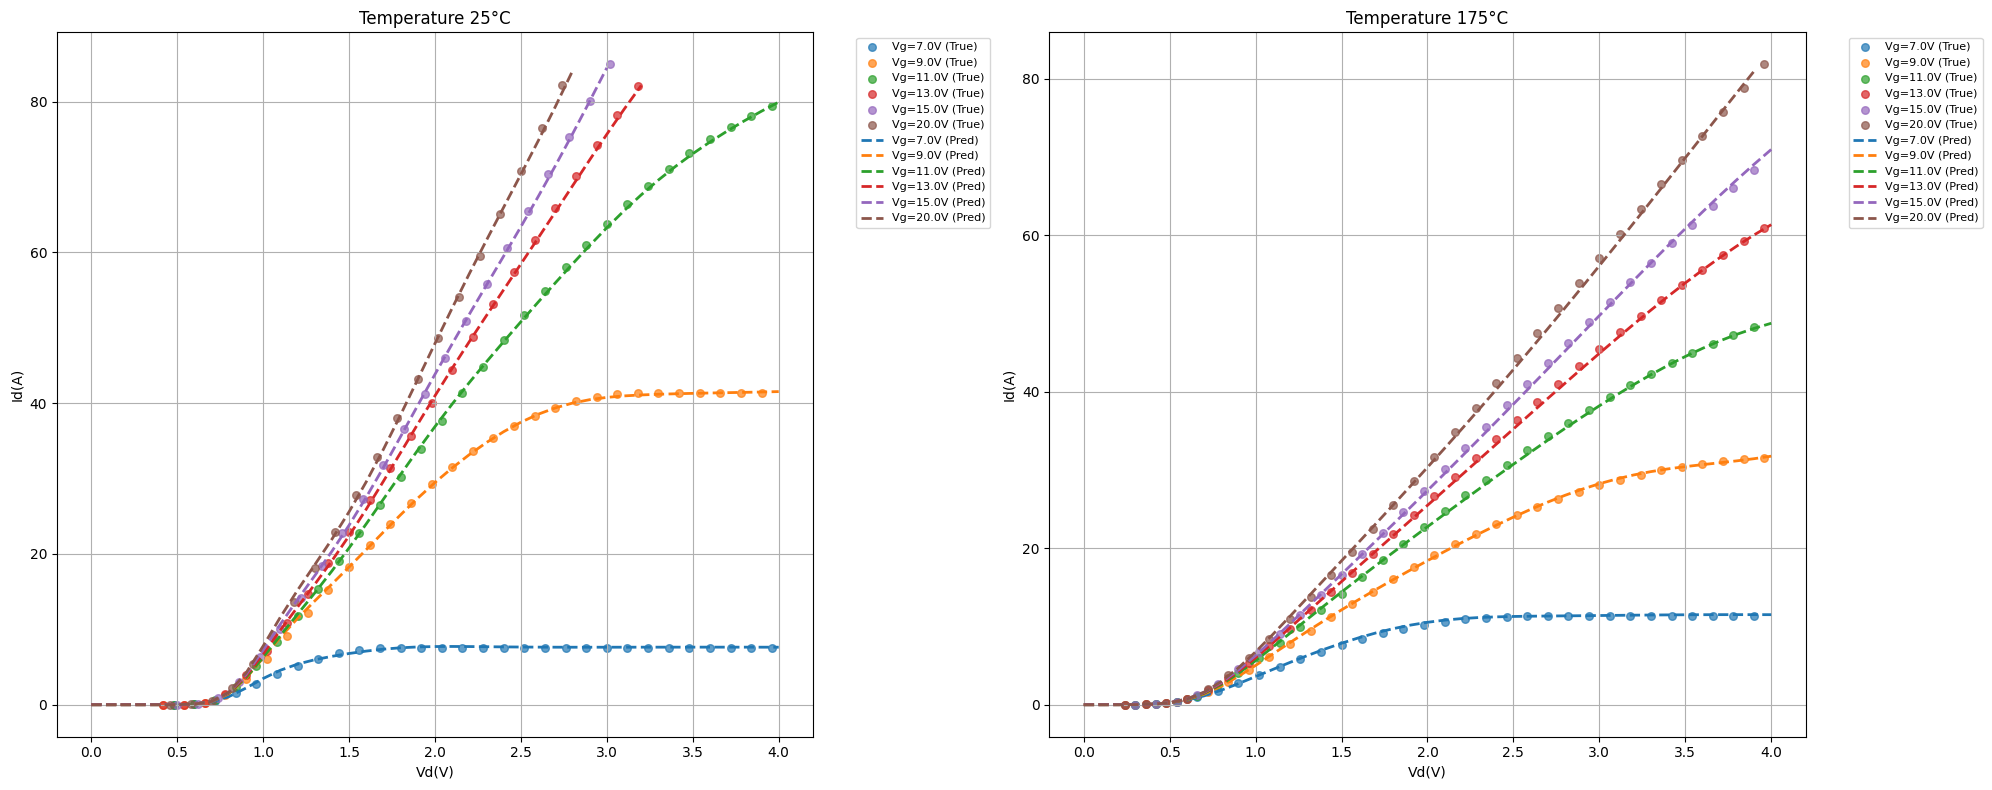 Temperature 25°C
Id(A)
80
60
40
20
0
0.0 0.5 1.0 1.5 2.0 2.5 3.0 3.5 4.0
Vd(V)
Vg=7.0V (True)
Vg=9.0V (True)
Vg=11.0V (True)
Vg=13.0V (True)
Vg=15.0V (True)
Vg=20.0V (True)
Vg=7.0V (Pred)
Vg=9.0V (Pred)
Vg=11.0V (Pred)
Vg=13.0V (Pred)
Vg=15.0V (Pred)
Vg=20.0V (Pred)
Temperature 175°C
Id(A)
80
60
40
20
0
0.0 0.5 1.0 1.5 2.0 2.5 3.0 3.5 4.0
Vd(V)
Vg=7.0V (True)
Vg=9.0V (True)
Vg=11.0V (True)
Vg=13.0V (True)
Vg=15.0V (True)
Vg=20.0V (True)
Vg=7.0V (Pred)
Vg=9.0V (Pred)
Vg=11.0V (Pred)
Vg=13.0V (Pred)
Vg=15.0V (Pred)
Vg=20.0V (Pred)